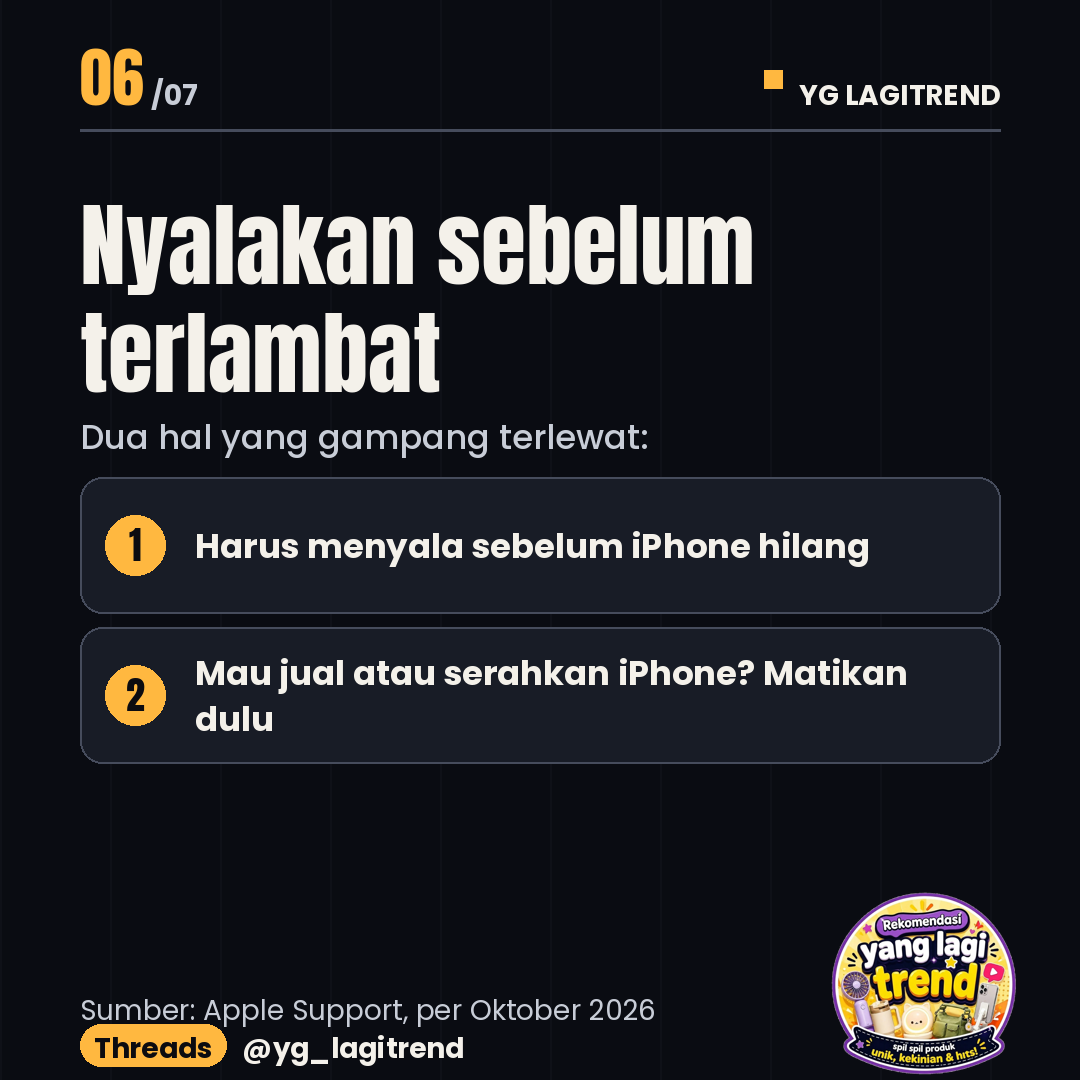 06 /07
YG LAGITREND
Nyalakan sebelum
terlambat
Dua hal yang gampang terlewat:
1 Harus menyala sebelum iPhone hilang
2 Mau jual atau serahkan iPhone? Matikan
dulu
Sumber: Apple Support, per Oktober 2026
Threads @yg_lagitrend
Rekomendasi
yang lagi
trend
spil spil produk
unik, kekinian & hits!